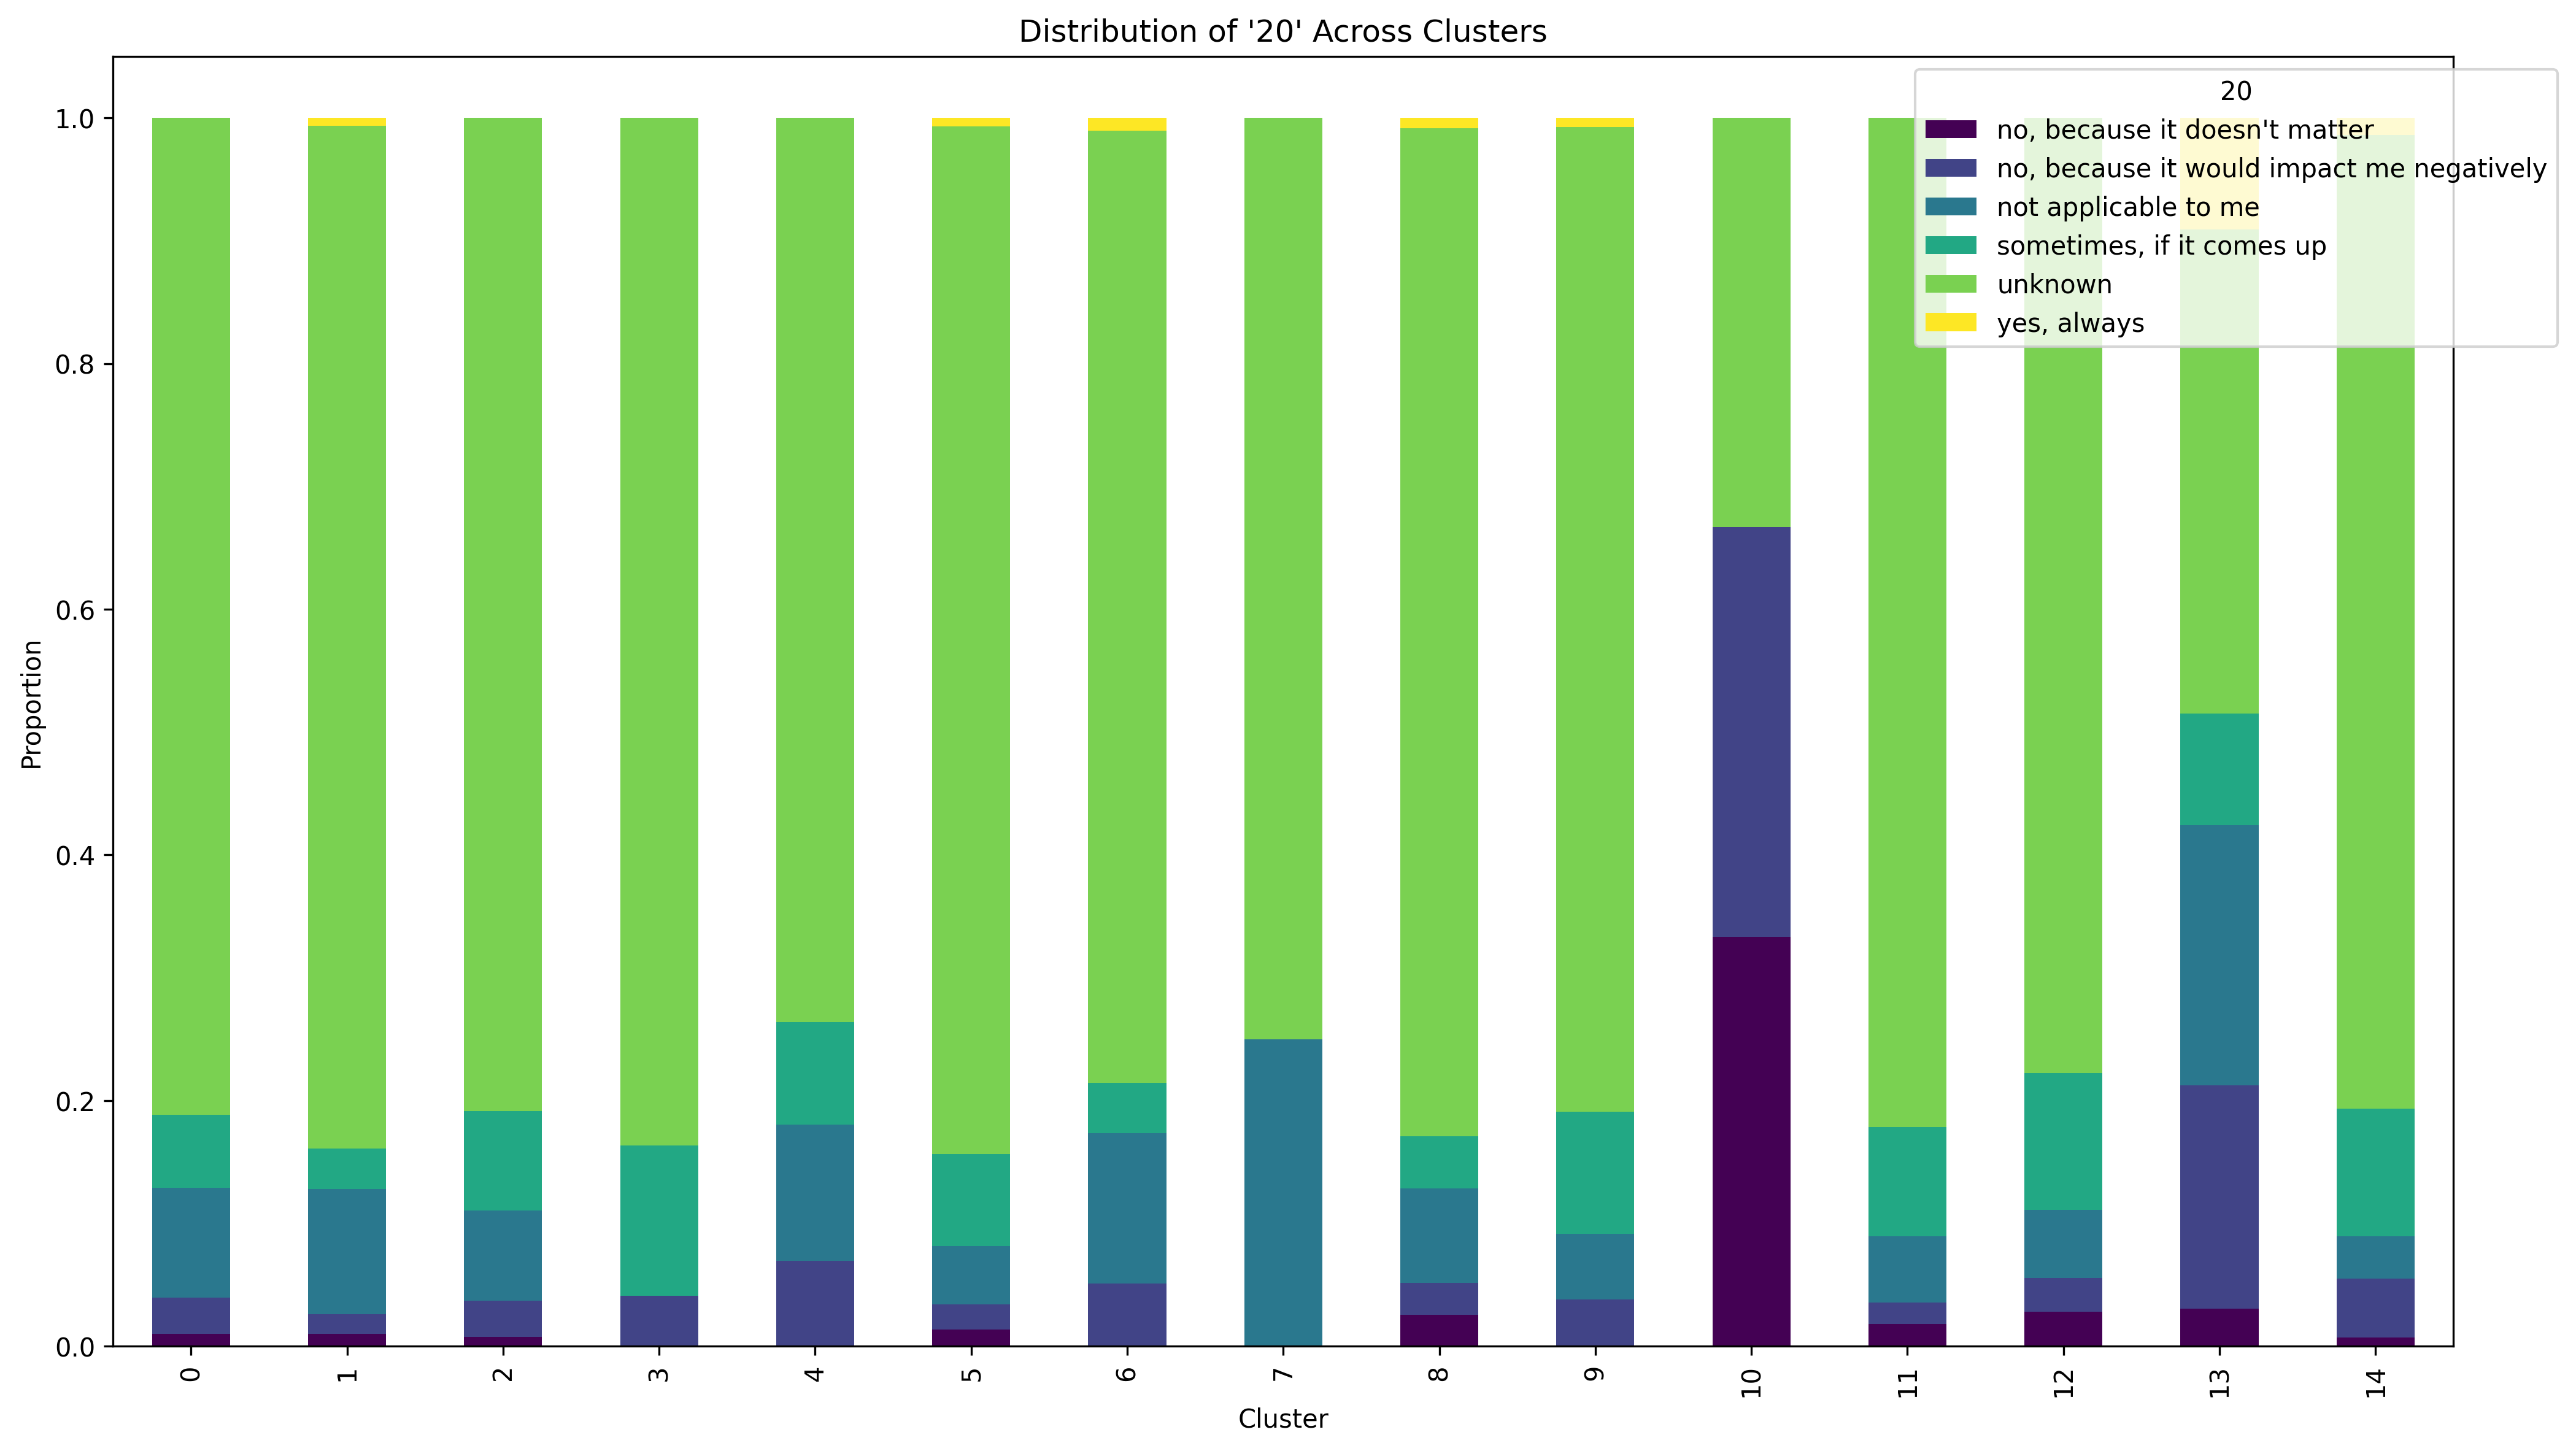 Distribution of '20' Across Clusters
20
no, because it doesn't matter
no, because it would impact me negatively
not applicable to me
sometimes, if it comes up
unknown
yes, always
Proportion
1.0
0.8
0.6
0.4
0.2
0.0
0 1 2 3 4 5 6 7 8 9 10 11 12 13 14
Cluster